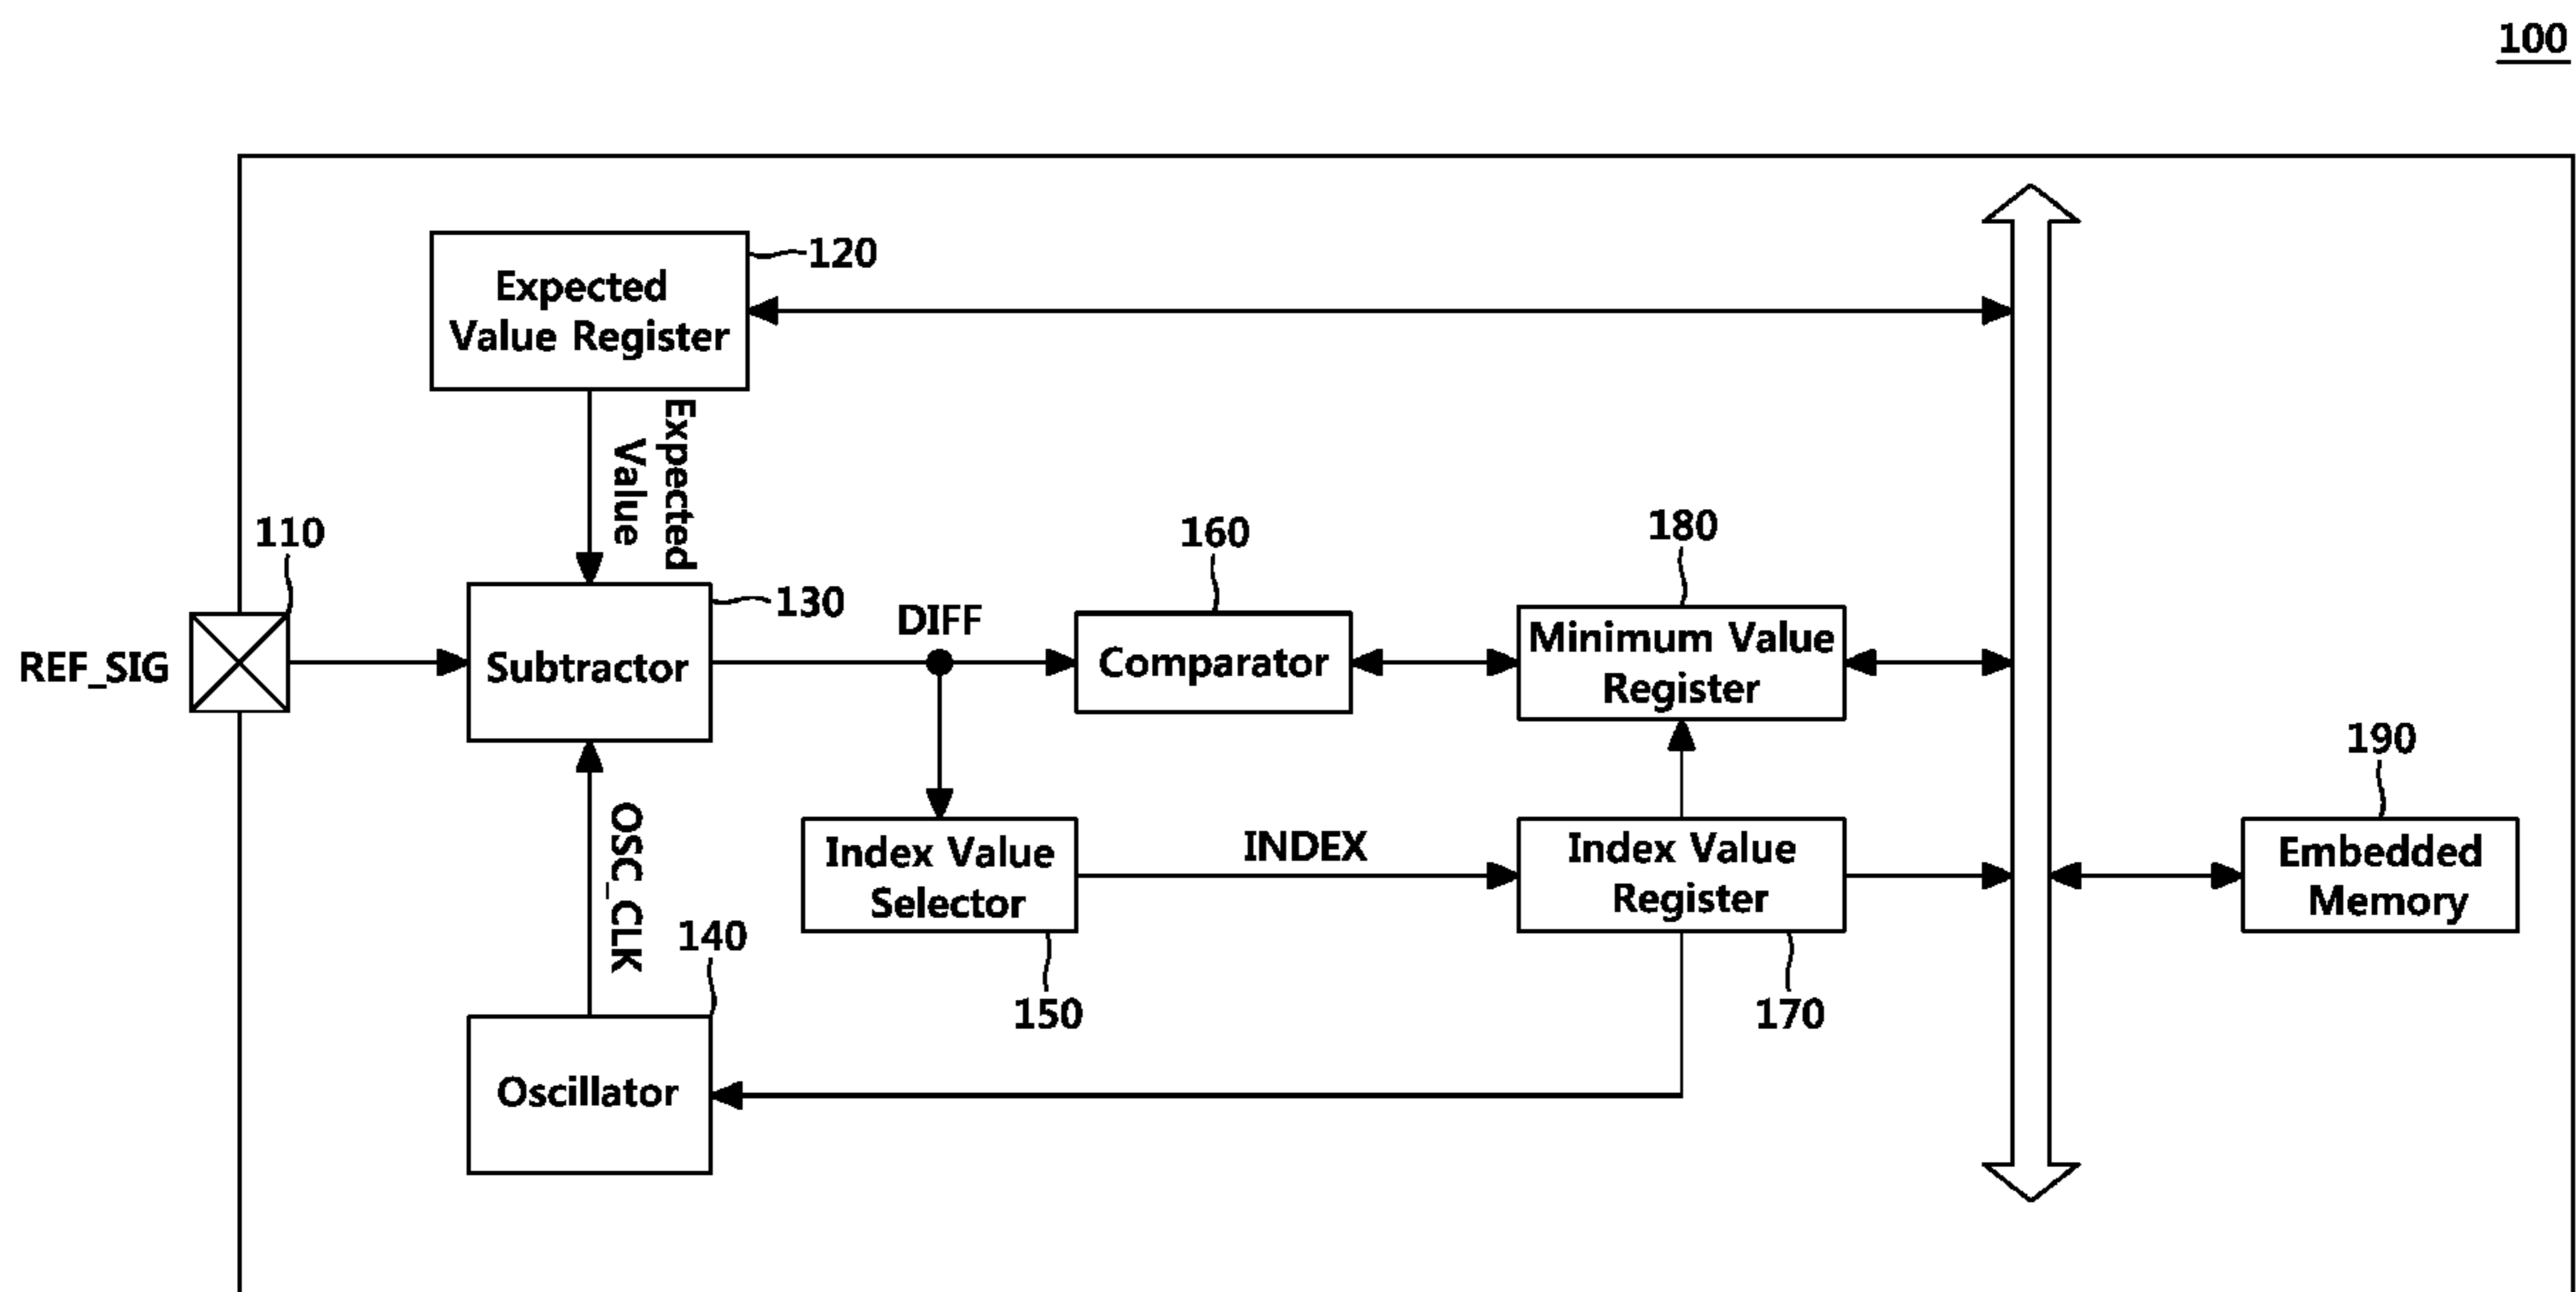 100
Expected
Value Register
120
Expected
Value
110
REF_SIG
Subtractor
130
DIFF
160
Comparator
180
Minimum Value
Register
190
Embedded
Memory
OSC_CLK
Index Value
Selector
150
INDEX
Index Value
Register
170
140
Oscillator